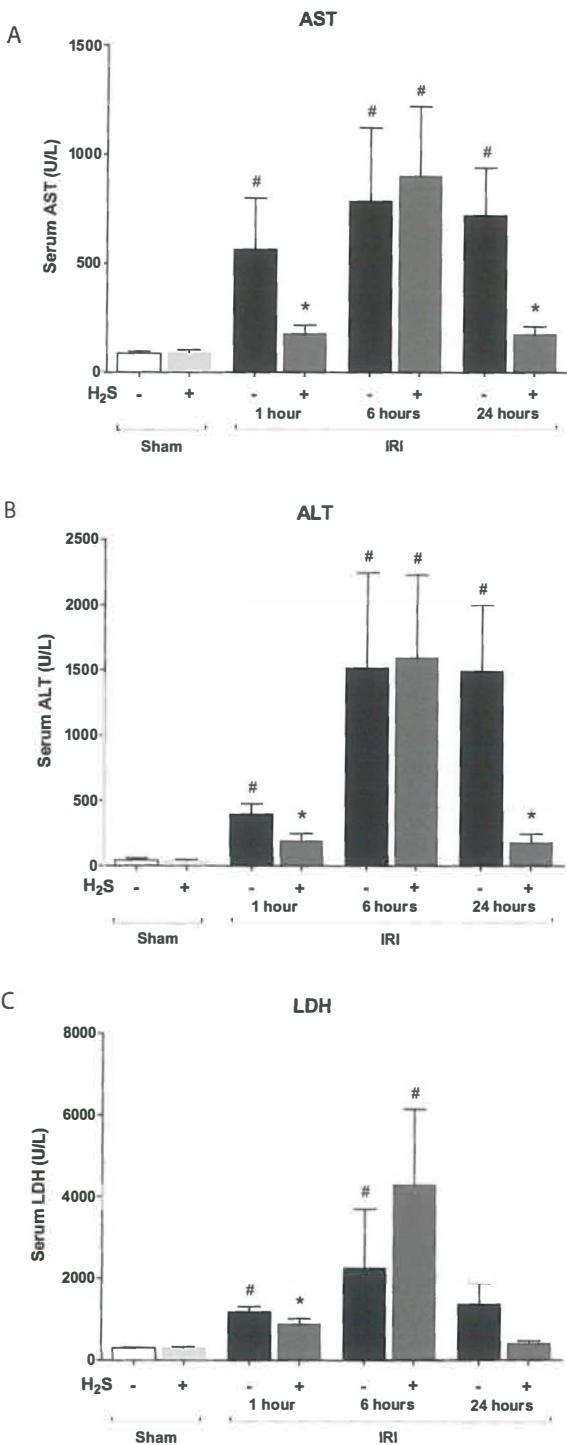 A
AST
1500
1000
500
0
Serum AST (U/L)
# * # # # *
H₂S - + - + - + - +
1 hour 6 hours 24 hours
Sham IRI
B
ALT
2500
2000
1500
1000
500
0
Serum ALT (U/L)
# * # # # *
H₂S - + - + - + - +
1 hour 6 hours 24 hours
Sham IRI
C
LDH
8000
6000
4000
2000
0
Serum LDH (U/L)
# * # #
H₂S - + - + - + - +
1 hour 6 hours 24 hours
Sham IRI